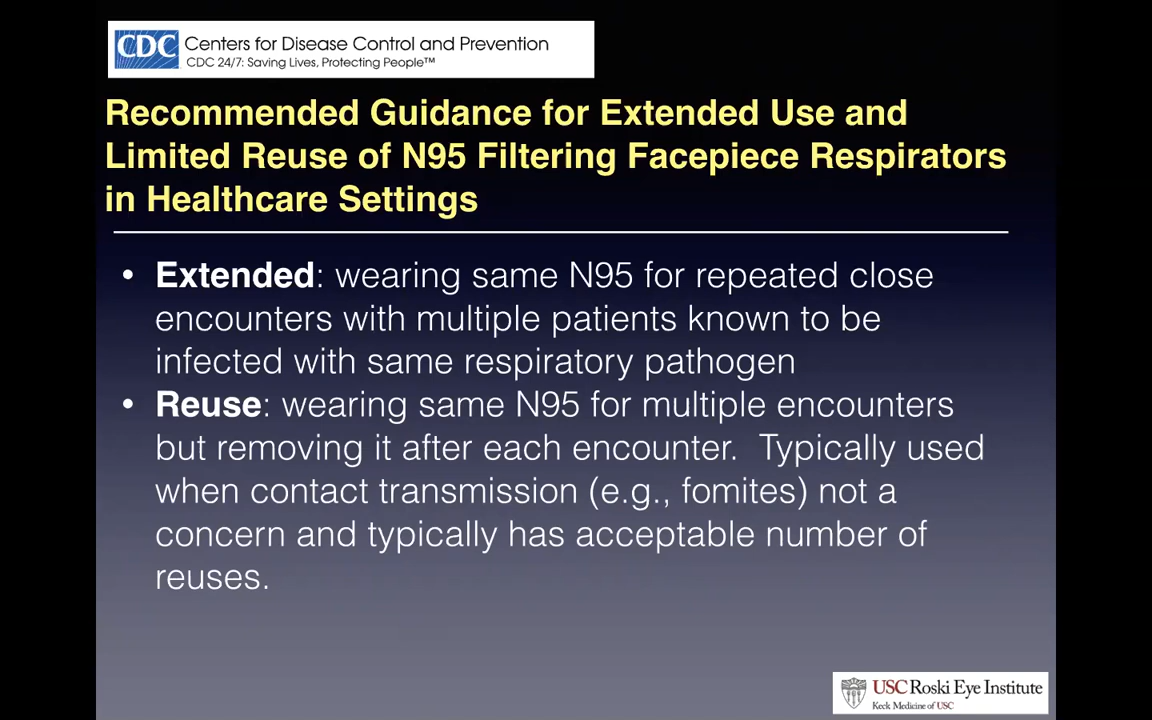 CDC Centers for Disease Control and Prevention
CDC 24/7: Saving Lives, Protecting People™
Recommended Guidance for Extended Use and
Limited Reuse of N95 Filtering Facepiece Respirators
in Healthcare Settings
• Extended: wearing same N95 for repeated close
encounters with multiple patients known to be
infected with same respiratory pathogen
• Reuse: wearing same N95 for multiple encounters
but removing it after each encounter. Typically used
when contact transmission (e.g., fomites) not a
concern and typically has acceptable number of
reuses.
USC Roski Eye Institute
Keck Medicine of USC